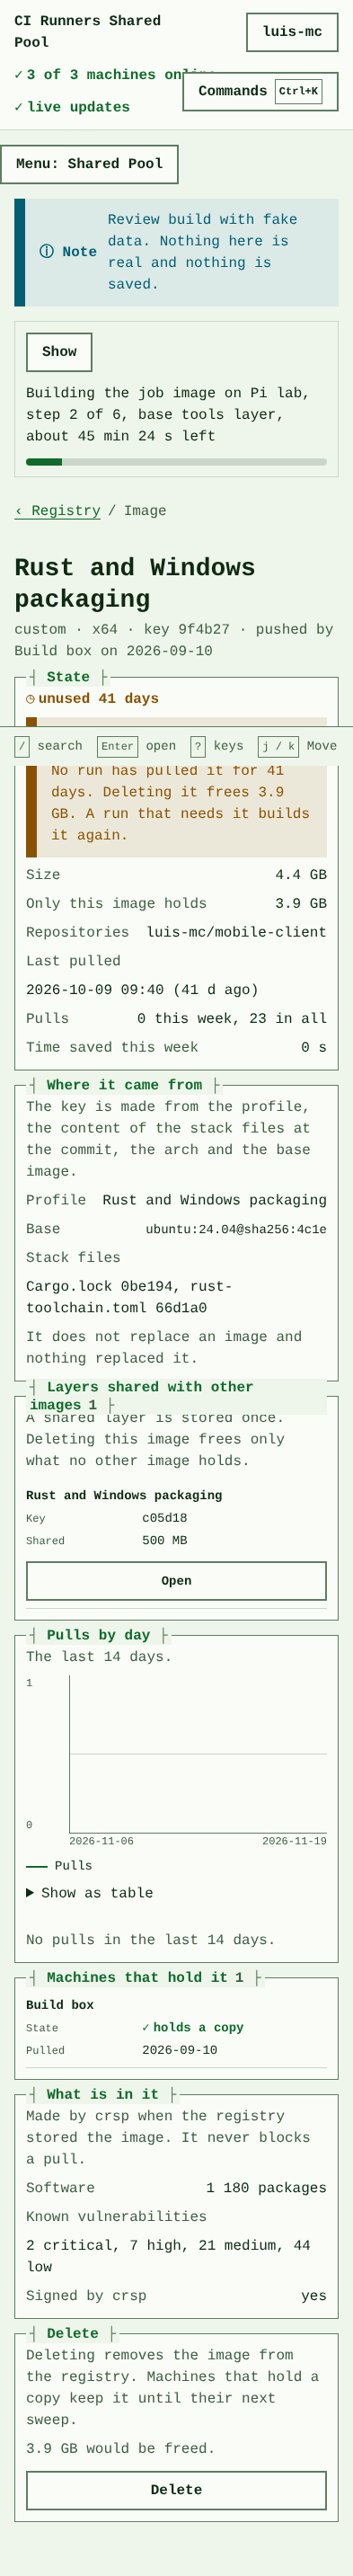 CI Runners Shared
Pool
luis-mc
✓ 3 of 3 machines online
Commands Ctrl+K
✓ live updates
Menu: Shared Pool
ⓘ Note
Review build with fake
data. Nothing here is
real and nothing is
saved.
Show
Building the job image on Pi lab,
step 2 of 6, base tools layer,
about 45 min 24 s left
‹ Registry / Image
Rust and Windows
packaging
custom · x64 · key 9f4b27 · pushed by
Build box on 2026-09-10
┤ State ├
◷ unused 41 days
/ search Enter open ? keys j / k Move
No run has pulled it for 41
days. Deleting it frees 3.9
GB. A run that needs it builds
it again.
Size 4.4 GB
Only this image holds 3.9 GB
Repositories luis-mc/mobile-client
Last pulled
2026-10-09 09:40 (41 d ago)
Pulls 0 this week, 23 in all
Time saved this week 0 s
┤ Where it came from ├
The key is made from the profile,
the content of the stack files at
the commit, the arch and the base
image.
Profile Rust and Windows packaging
Base ubuntu:24.04@sha256:4c1e
Stack files
Cargo.lock 0be194, rust-
toolchain.toml 66d1a0
It does not replace an image and
nothing replaced it.
┤ Layers shared with other
images 1 ├
A shared layer is stored once.
Deleting this image frees only
what no other image holds.
Rust and Windows packaging
Key c05d18
Shared 500 MB
Open
┤ Pulls by day ├
The last 14 days.
1
0
2026-11-06 2026-11-19
Pulls
▶ Show as table
No pulls in the last 14 days.
┤ Machines that hold it 1 ├
Build box
State ✓ holds a copy
Pulled 2026-09-10
┤ What is in it ├
Made by crsp when the registry
stored the image. It never blocks
a pull.
Software 1 180 packages
Known vulnerabilities
2 critical, 7 high, 21 medium, 44
low
Signed by crsp yes
┤ Delete ├
Deleting removes the image from
the registry. Machines that hold a
copy keep it until their next
sweep.
3.9 GB would be freed.
Delete